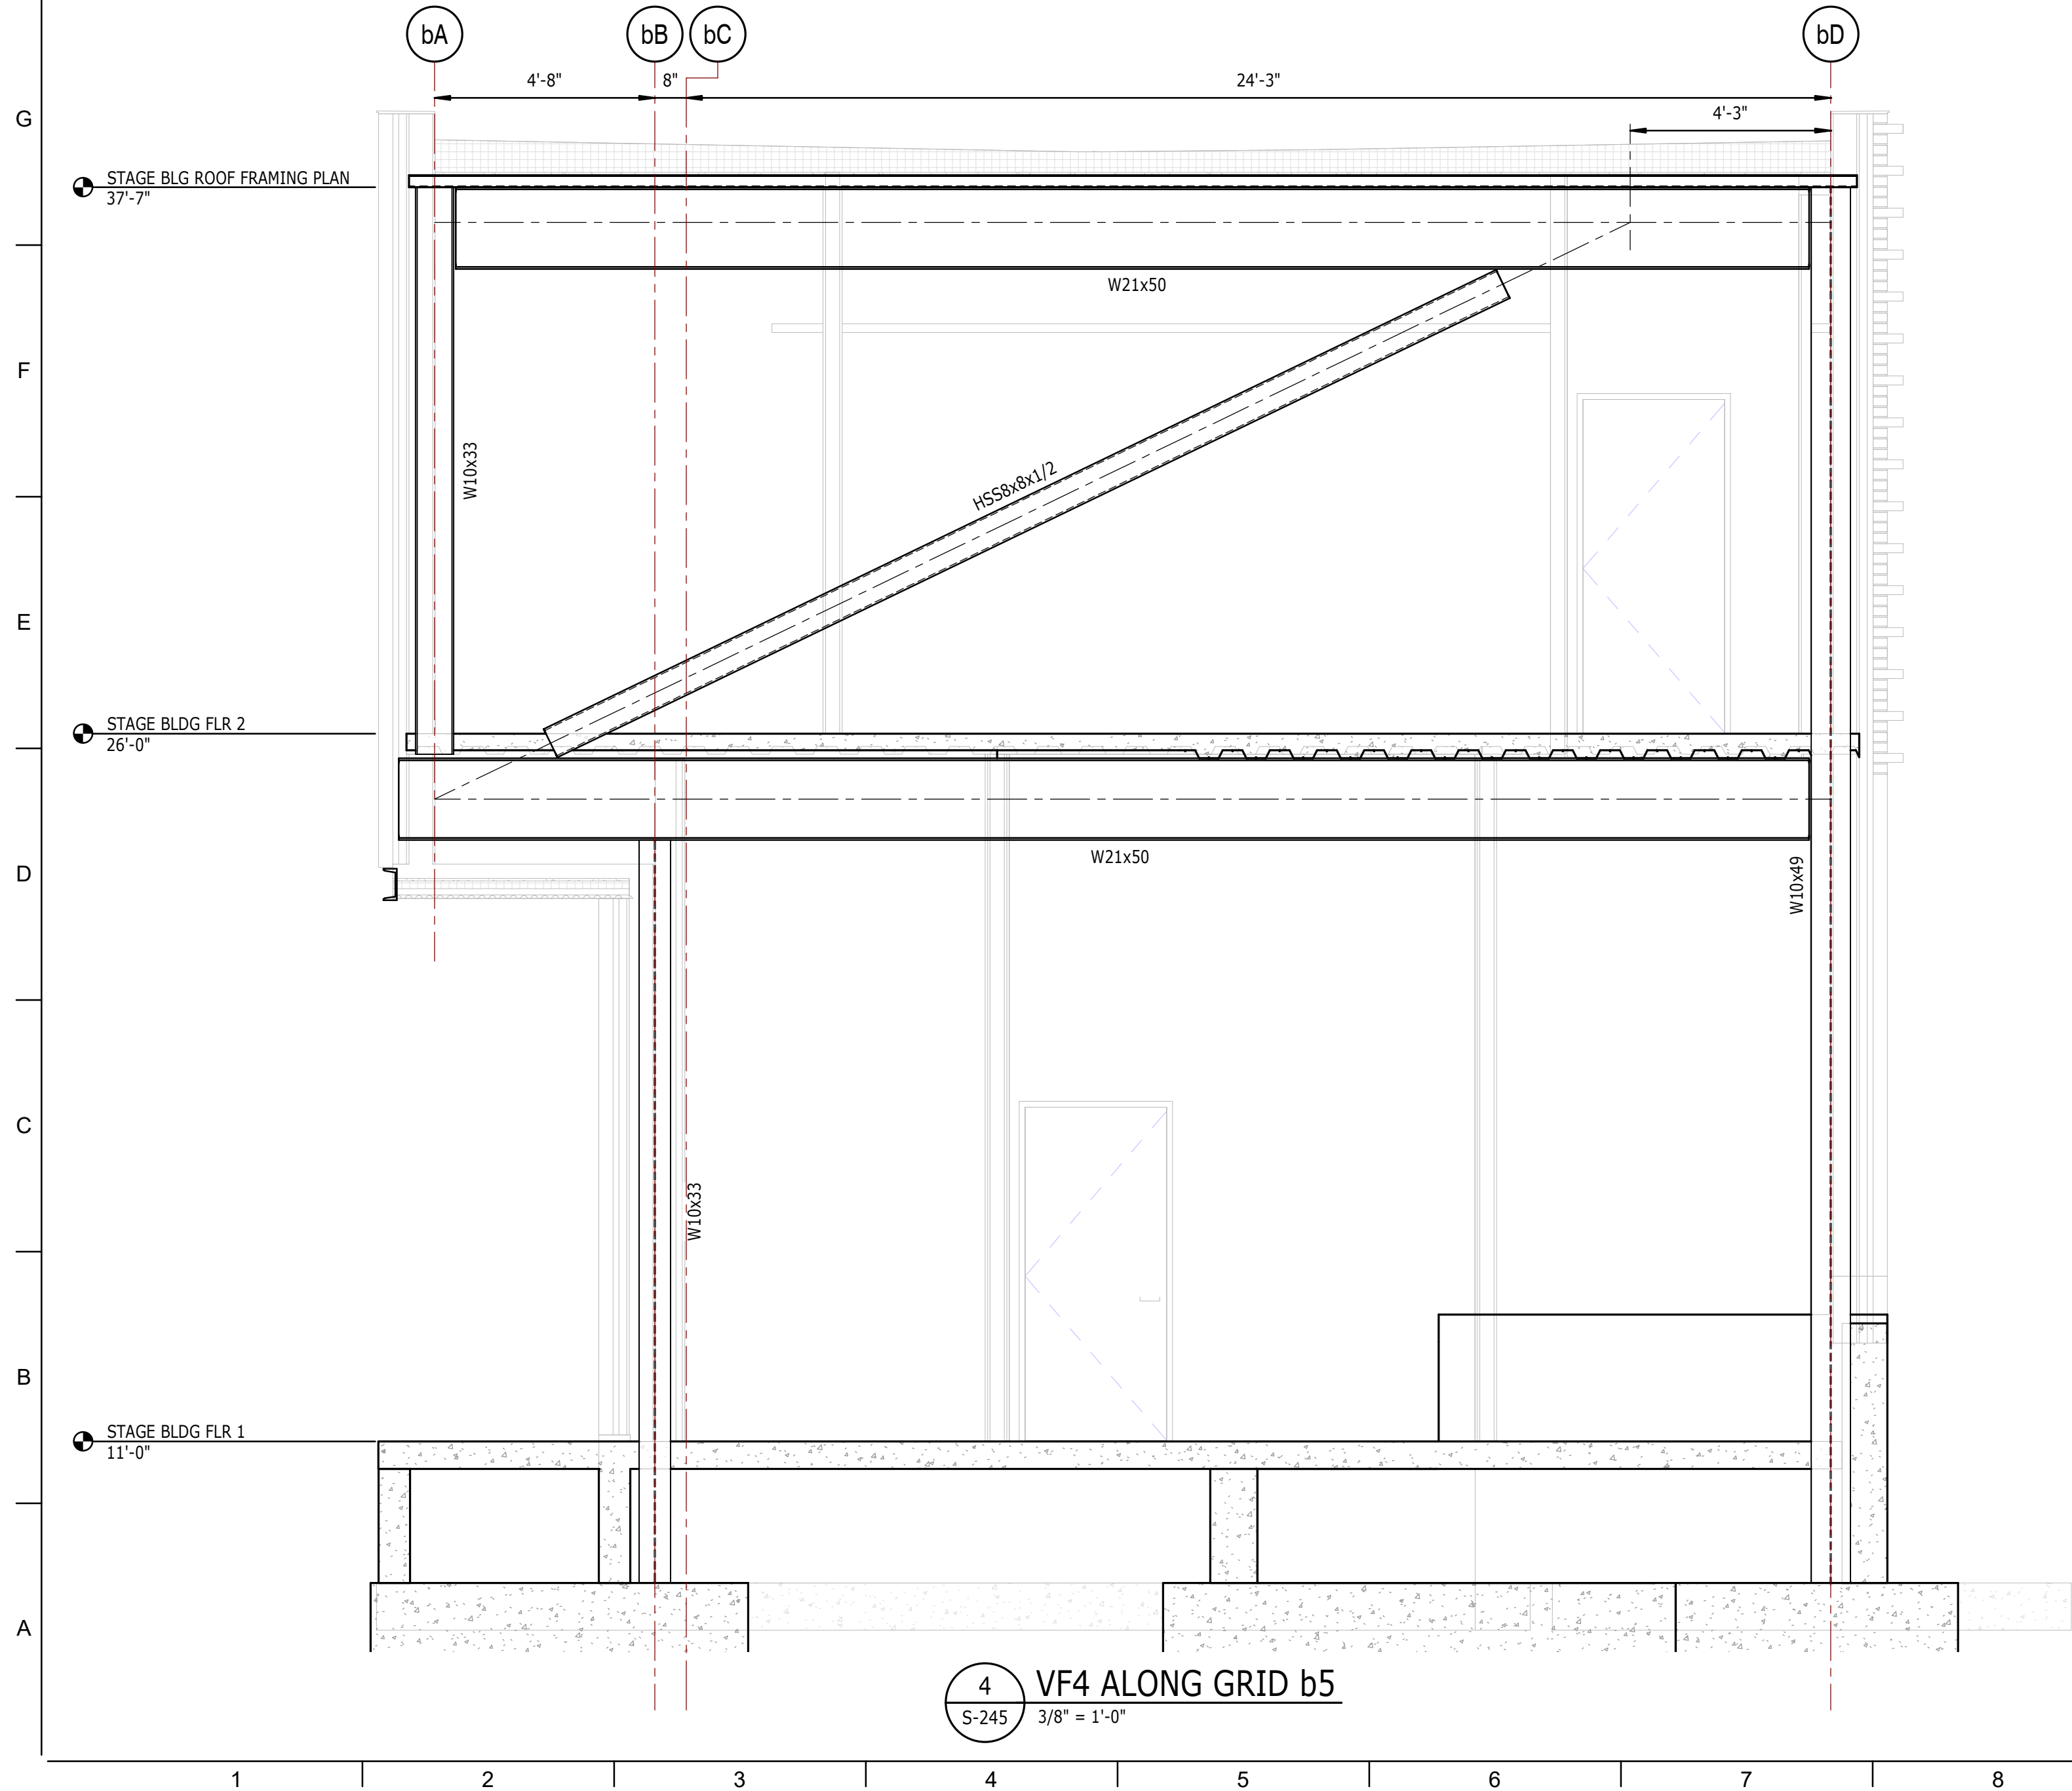 bA
bB
bC
bD
4'-8"
8"
24'-3"
4'-3"
G
STAGE BLG ROOF FRAMING PLAN
37'-7"
W21x50
F
W10x33
HSS8x8x1/2
E
STAGE BLDG FLR 2
26'-0"
W21x50
D
W10x49
C
W10x33
B
STAGE BLDG FLR 1
11'-0"
A
4
S-245
VF4 ALONG GRID b5
3/8" = 1'-0"
1
2
3
4
5
6
7
8